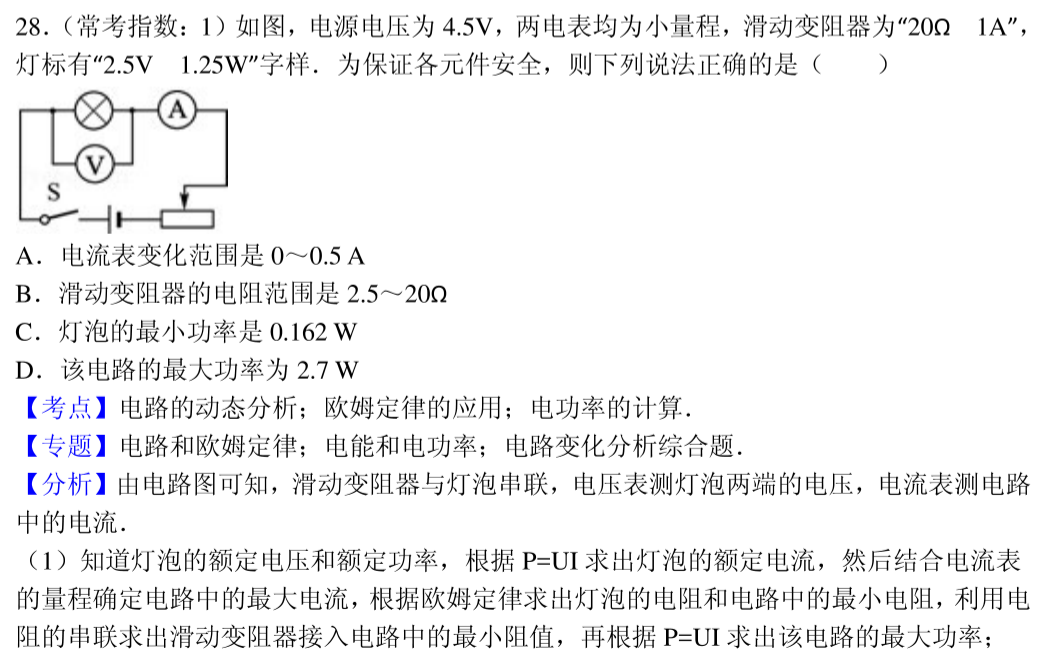 28．（常考指数：1）如图，电源电压为 4.5V，两电表均为小量程，滑动变阻器为“20Ω　1A”，
灯标有“2.5V　1.25W”字样．为保证各元件安全，则下列说法正确的是（　　）
A
V
S
A．电流表变化范围是 0～0.5 A
B．滑动变阻器的电阻范围是 2.5～20Ω
C．灯泡的最小功率是 0.162 W
D．该电路的最大功率为 2.7 W
【考点】电路的动态分析；欧姆定律的应用；电功率的计算．
【专题】电路和欧姆定律；电能和电功率；电路变化分析综合题．
【分析】由电路图可知，滑动变阻器与灯泡串联，电压表测灯泡两端的电压，电流表测电路
中的电流．
（1）知道灯泡的额定电压和额定功率，根据 P=UI 求出灯泡的额定电流，然后结合电流表
的量程确定电路中的最大电流，根据欧姆定律求出灯泡的电阻和电路中的最小电阻，利用电
阻的串联求出滑动变阻器接入电路中的最小阻值，再根据 P=UI 求出该电路的最大功率；